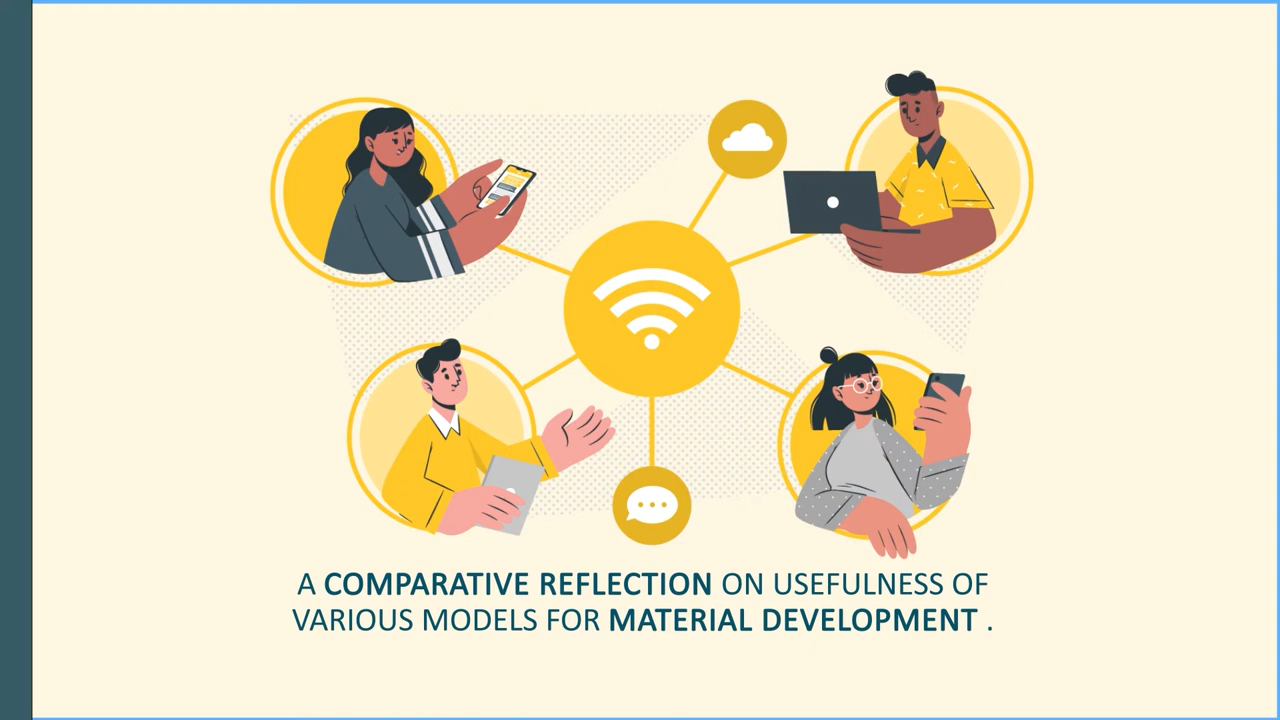 A COMPARATIVE REFLECTION ON USEFULNESS OF
VARIOUS MODELS FOR MATERIAL DEVELOPMENT .